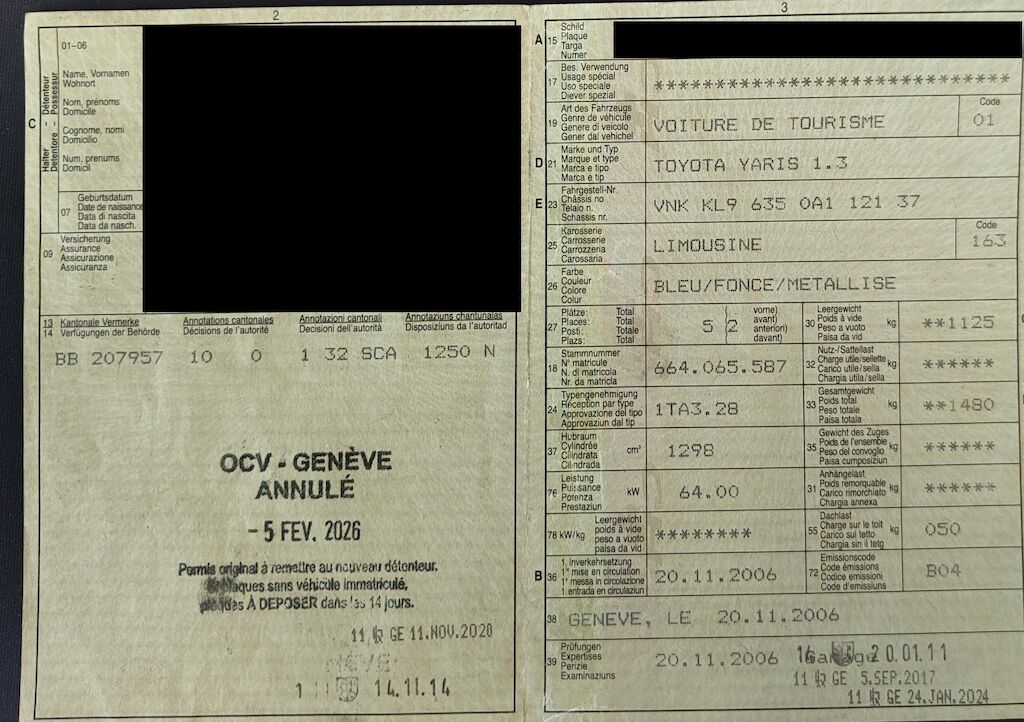 2
01–06
Name, Vornamen
Wohnort
Nom, prénoms
Domicile
Cognome, nomi
Domicilio
Num, prenums
Domicil
C
Halter – Détenteur
Detentore – Possessur
07
Geburtsdatum
Date de naissance
Data di nascita
Data da nasch.
09
Versicherung
Assurance
Assicurazione
Assicuranza
13
14
Kantonale Vermerke
Verfügungen der Behörde
Annotations cantonales
Décisions de l'autorité
Annotazioni cantonali
Decisioni dell'autorità
Annotaziuns chantunalas
Disposiziuns da l'autoritad
BB 207957 10 0 1 32 SCA 1250 N
OCV - GENÈVE
ANNULÉ
- 5 FEV. 2026
Permis original à remettre au nouveau détenteur.
plaques sans véhicule immatriculé,
plaques À DEPOSER dans les 14 jours.
11 GE 11.NOV.2020
1 14.11.14
3
A 15
Schild
Plaque
Targa
Numer
17
Bes. Verwendung
Usage spécial
Uso speciale
Diever spezial
******************************
19
Art des Fahrzeugs
Genre de véhicule
Genere di veicolo
Gener dal vehichel
VOITURE DE TOURISME
Code
01
D 21
Marke und Typ
Marque et type
Marca e tipo
Marca e tip
TOYOTA YARIS 1.3
E 23
Fahrgestell-Nr.
Châssis no
Telaio n.
Schassis nr.
VNK KL9 635 0A1 121 37
25
Karosserie
Carrosserie
Carrozzeria
Carossaria
LIMOUSINE
Code
163
26
Farbe
Couleur
Colore
Colur
BLEU/FONCE/METALLISE
27
Plätze: Total
Places: Total
Posti: Totale
Plazs: Total
5 (2
vorne)
avant)
anteriori)
davant)
30
Leergewicht
Poids à vide
Peso a vuoto
Paisa da vid
kg
**1125
18
Stammnummer
N° matricule
N. di matricola
Nr. da matricla
664.065.587
32
Nutz-/Sattellast
Charge utile/sellette
Carico utile/sella
Chargia utila/sella
kg
******
24
Typengenehmigung
Réception par type
Approvazione del tipo
Approvaziun dal tip
1TA3.28
33
Gesamtgewicht
Poids total
Peso totale
Paisa totala
kg
**1480
37
Hubraum
Cylindrée
Cilindrata
Cilindrada
cm³
1298
35
Gewicht des Zuges
Poids de l'ensemble
Peso del convoglio
Paisa cumposiziun
kg
******
76
Leistung
Puissance
Potenza
Prestaziun
kW
64.00
31
Anhängelast
Poids remorquable
Carico rimorchiato
Chargia annexa
kg
******
78 kW/kg
Leergewicht
poids à vide
peso a vuoto
paisa da vid
********
55
Dachlast
Charge sur le toit
Carico sul tetto
Chargia sin il tetg
kg
050
B 36
1. Inverkehrsetzung
1re mise en circulation
1a messa in circolazione
1. entrada en circulaziun
20.11.2006
72
Emissionscode
Code émissions
Codice emissioni
Code d'emissiuns
B04
38
GENEVE, LE 20.11.2006
39
Prüfungen
Expertises
Perizie
Examinaziuns
20.11.2006 20.01.11
11 GE 5.SEP.2017
11 GE 24.JAN.2024